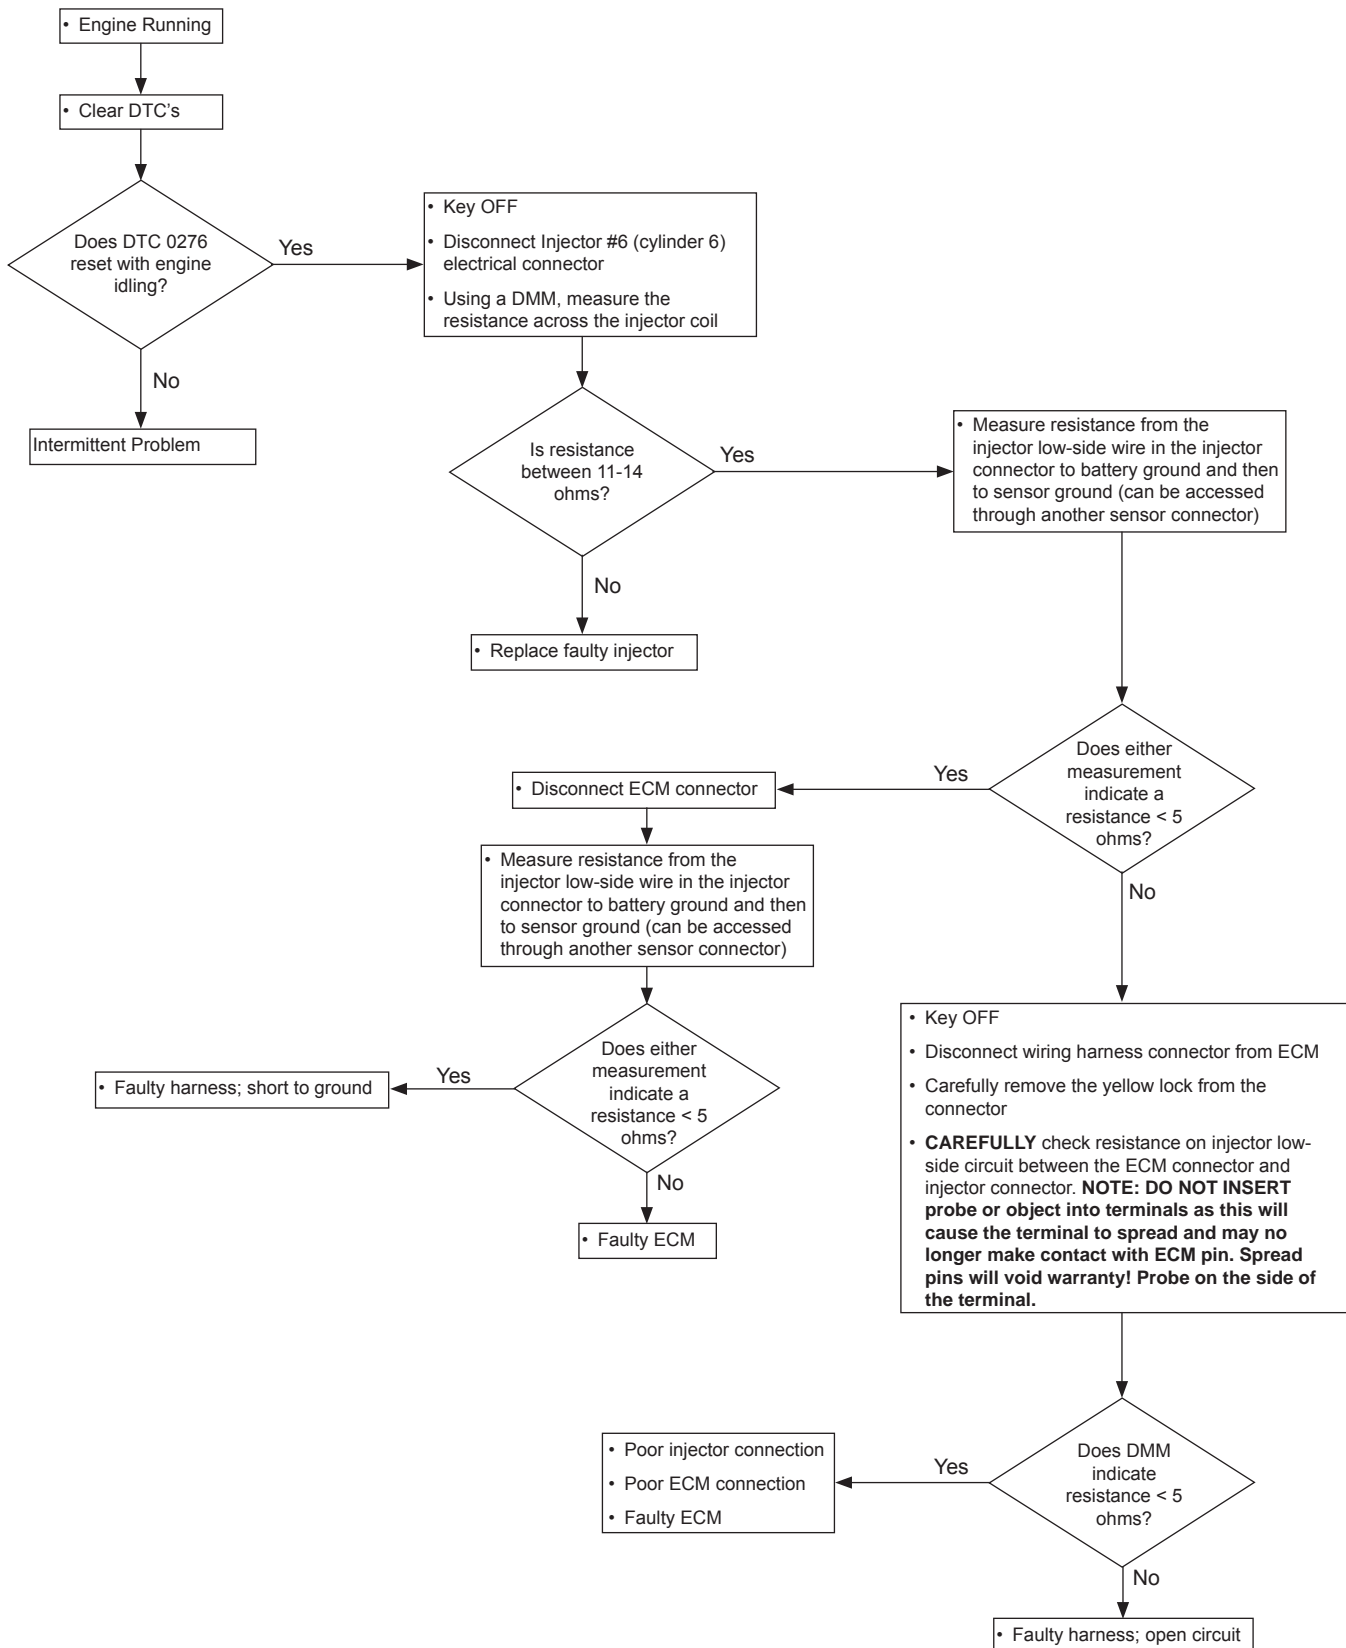 • Engine Running
• Clear DTC's
Does DTC 0276
reset with engine
idling?
Yes
No
Intermittent Problem
• Key OFF
• Disconnect Injector #6 (cylinder 6)
electrical connector
• Using a DMM, measure the
resistance across the injector coil
Is resistance
between 11-14
ohms?
Yes
No
• Replace faulty injector
• Measure resistance from the
injector low-side wire in the injector
connector to battery ground and then
to sensor ground (can be accessed
through another sensor connector)
Does either
measurement
indicate a
resistance < 5
ohms?
Yes
No
• Disconnect ECM connector
• Measure resistance from the
injector low-side wire in the injector
connector to battery ground and then
to sensor ground (can be accessed
through another sensor connector)
Does either
measurement
indicate a
resistance < 5
ohms?
Yes
• Faulty harness; short to ground
No
• Faulty ECM
• Key OFF
• Disconnect wiring harness connector from ECM
• Carefully remove the yellow lock from the
connector
• CAREFULLY check resistance on injector low-
side circuit between the ECM connector and
injector connector. NOTE: DO NOT INSERT
probe or object into terminals as this will
cause the terminal to spread and may no
longer make contact with ECM pin. Spread
pins will void warranty! Probe on the side of
the terminal.
Does DMM
indicate
resistance < 5
ohms?
Yes
• Poor injector connection
• Poor ECM connection
• Faulty ECM
No
• Faulty harness; open circuit